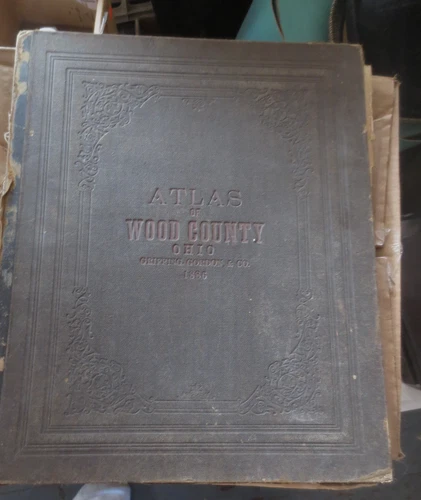 ATLAS
OF
WOOD COUNTY
OHIO
GRIFFING, GORDON & CO.
1886